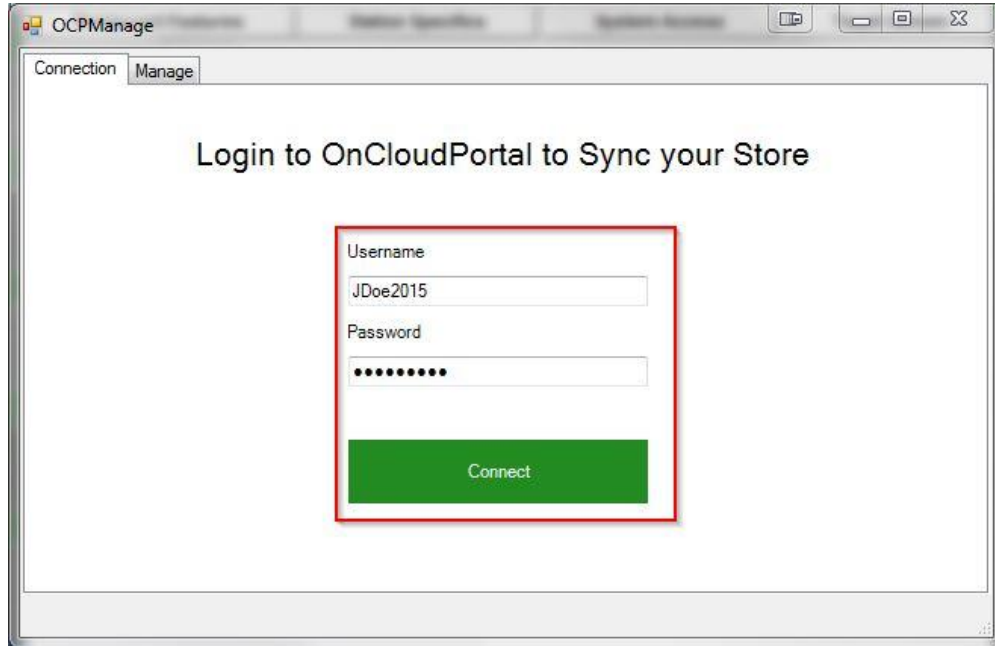 OCPManage
Connection Manage
Login to OnCloudPortal to Sync your Store
Username
JDoe2015
Password
•••••••••
Connect